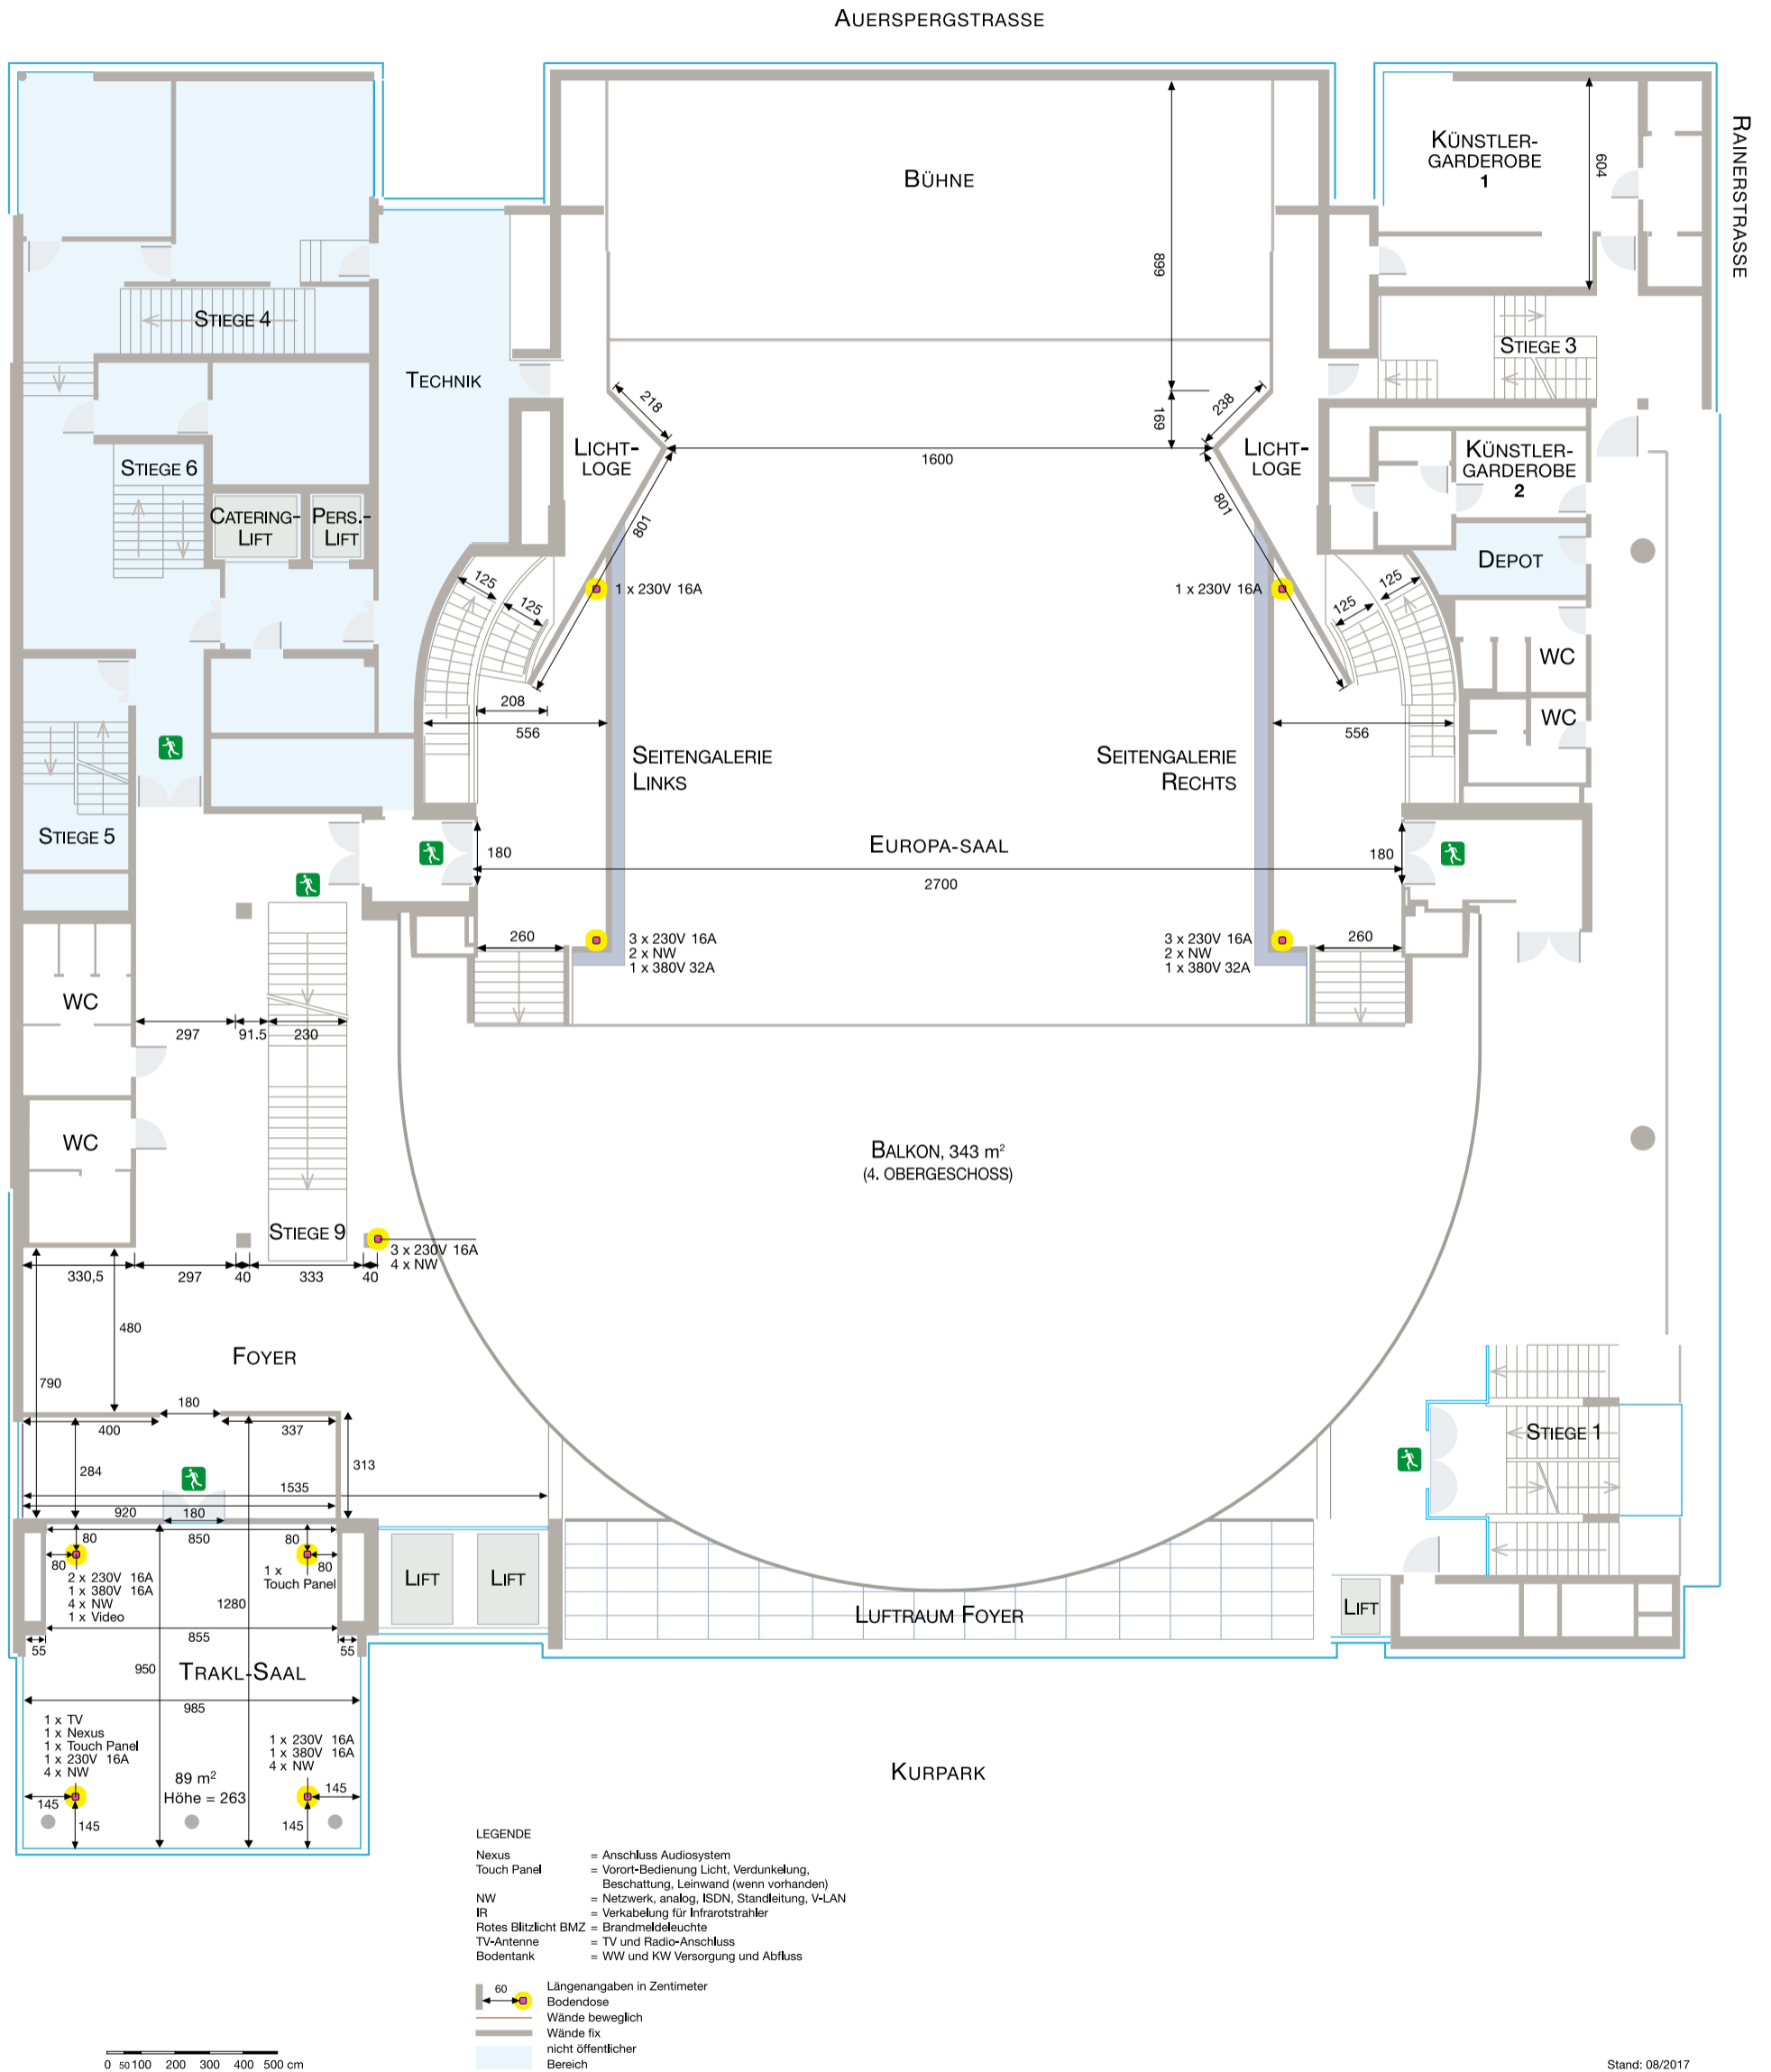 AUERSPERGSTRASSE
RAINERSTRASSE
KÜNSTLER-
GARDEROBE
1
604
BÜHNE
899
STIEGE 4
STIEGE 3
TECHNIK
218
238
169
LICHT-
LOGE
1600
LICHT-
LOGE
KÜNSTLER-
GARDEROBE
2
STIEGE 6
CATERING-
LIFT
PERS.-
LIFT
801
801
DEPOT
125
125
1 x 230V 16A
1 x 230V 16A
125
125
WC
208
556
556
WC
SEITENGALERIE
LINKS
SEITENGALERIE
RECHTS
STIEGE 5
EUROPA-SAAL
180
180
2700
260
3 x 230V 16A
2 x NW
1 x 380V 32A
3 x 230V 16A
2 x NW
1 x 380V 32A
260
WC
297
91.5
230
WC
BALKON, 343 m²
(4. OBERGESCHOSS)
STIEGE 9
3 x 230V 16A
4 x NW
330,5
297
40
333
40
480
FOYER
790
180
400
337
STIEGE 1
284
313
1535
920
180
80
850
80
80
80
2 x 230V 16A
1 x 380V 16A
4 x NW
1 x Video
1 x
Touch Panel
LIFT
LIFT
1280
LUFTRAUM FOYER
LIFT
855
55
55
950
TRAKL-SAAL
985
1 x TV
1 x Nexus
1 x Touch Panel
1 x 230V 16A
4 x NW
1 x 230V 16A
1 x 380V 16A
4 x NW
89 m²
Höhe = 263
145
145
145
145
KURPARK
LEGENDE
Nexus = Anschluss Audiosystem
Touch Panel = Vorort-Bedienung Licht, Verdunkelung,
Beschattung, Leinwand (wenn vorhanden)
NW = Netzwerk, analog, ISDN, Standleitung, V-LAN
IR = Verkabelung für Infrarotstrahler
Rotes Blitzlicht BMZ = Brandmeldeleuchte
TV-Antenne = TV und Radio-Anschluss
Bodentank = WW und KW Versorgung und Abfluss
60
Längenangaben in Zentimeter
Bodendose
Wände beweglich
Wände fix
nicht öffentlicher
Bereich
0 50 100 200 300 400 500 cm
Stand: 08/2017